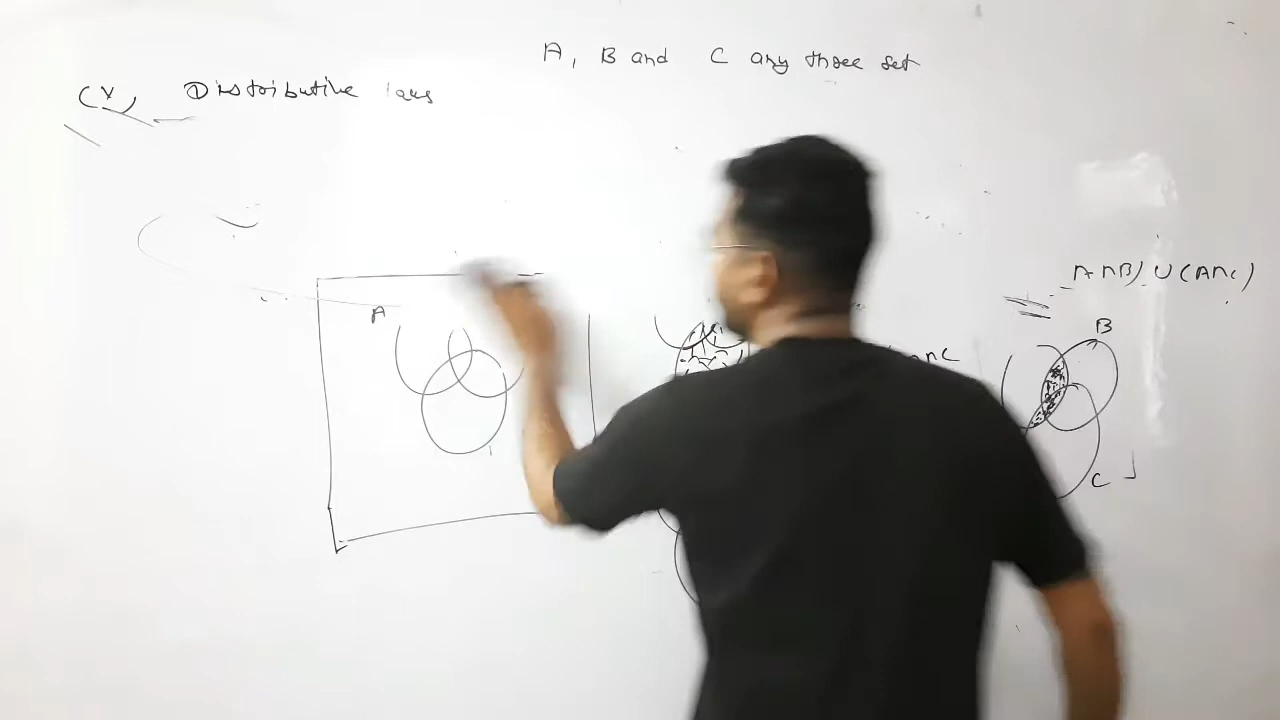 A, B and C any three set
(V) Distributive laws
A∩B) ∪ (A∩C)
A
B
∩C
C